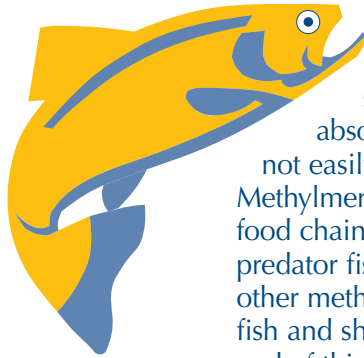 abso
not easil
Methylmer
food chain
predator fis
other meth
fish and sh